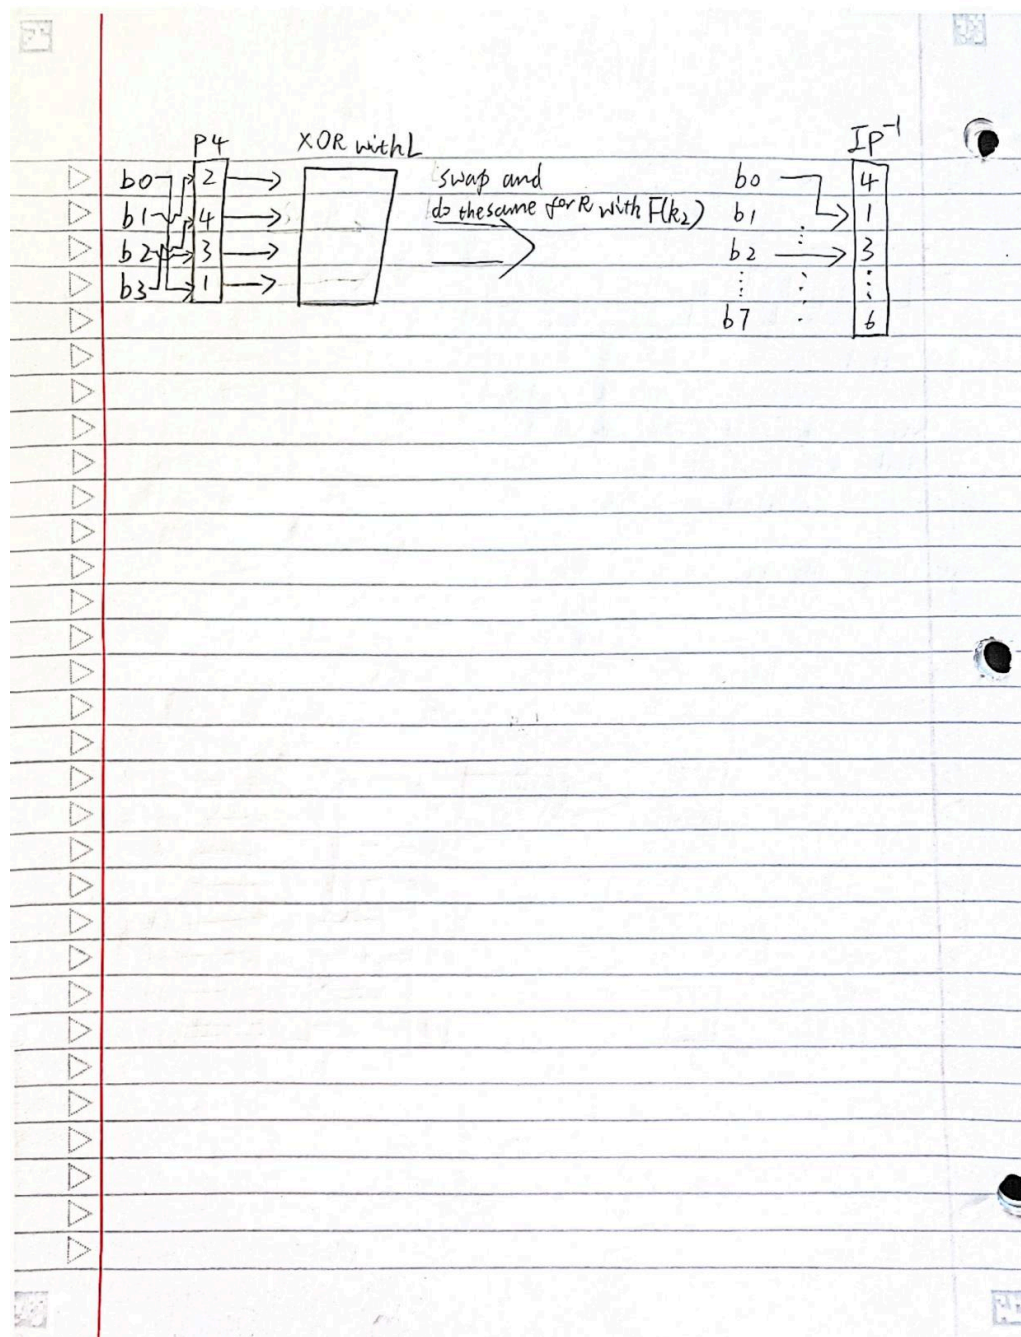 P4
XOR with L
IP⁻¹
b0 2
b1 4
b2 3
b3 1
swap and
do the same for R with F(k₂)
b0 4
b1 1
⋮
b2 3
⋮ ⋮ ⋮
b7 ⋮ 6